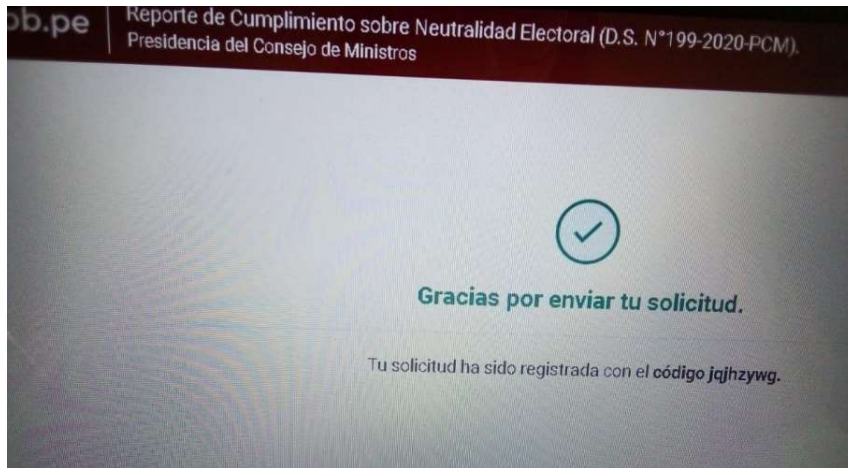 ob.pe
Reporte de Cumplimiento sobre Neutralidad Electoral (D.S. N°199-2020-PCM).
Presidencia del Consejo de Ministros
Gracias por enviar tu solicitud.
Tu solicitud ha sido registrada con el código jqjhzywg.